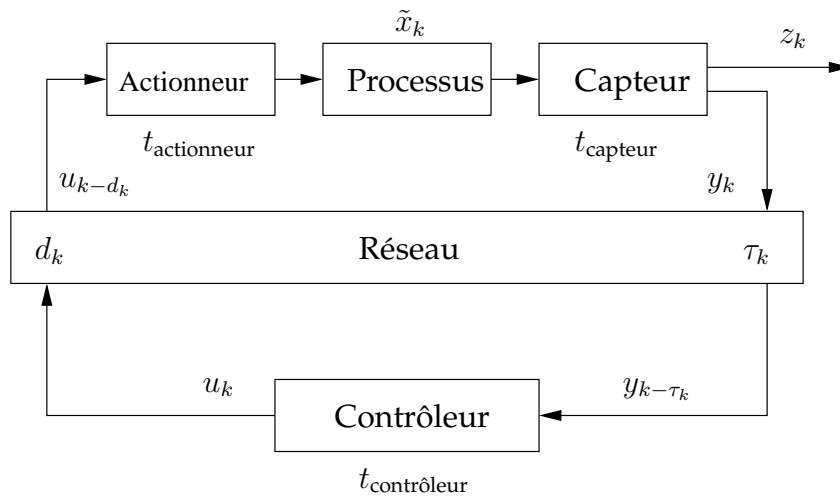 x̃_k
z_k
Actionneur Processus Capteur
t_actionneur t_capteur
u_{k−d_k} y_k
d_k Réseau τ_k
u_k y_{k−τ_k}
Contrôleur
t_contrôleur